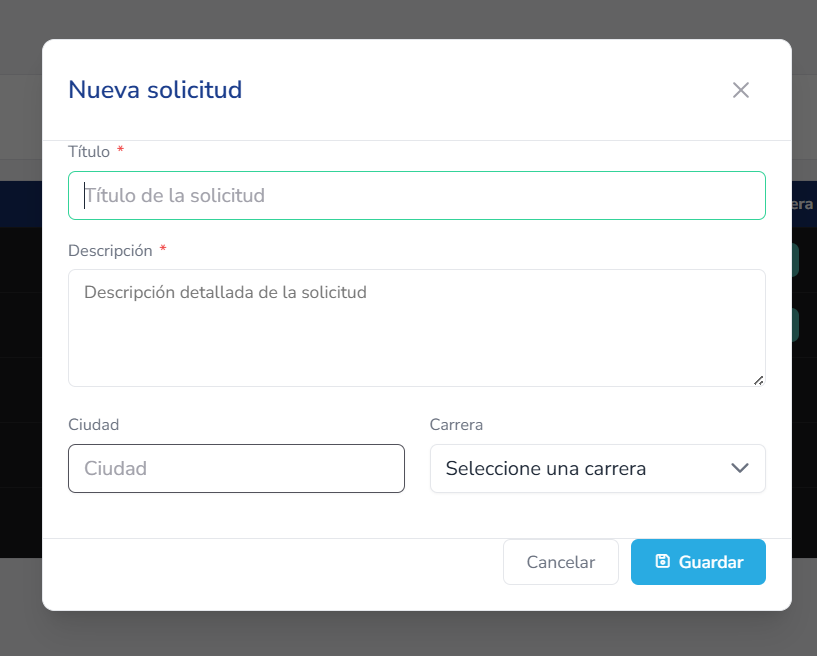 Nueva solicitud
Título *
Título de la solicitud
Descripción *
Descripción detallada de la solicitud
Ciudad
Carrera
Ciudad
Seleccione una carrera
Cancelar
Guardar